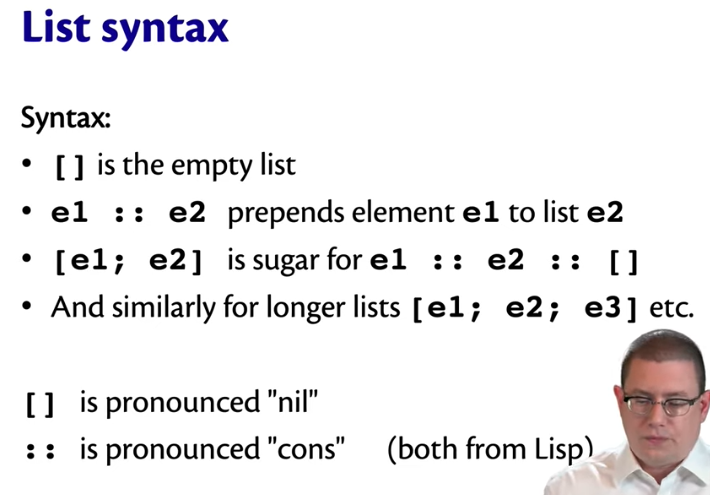 List syntax
Syntax:
• [] is the empty list
• e1 :: e2 prepends element e1 to list e2
• [e1; e2] is sugar for e1 :: e2 :: []
• And similarly for longer lists [e1; e2; e3] etc.
[] is pronounced "nil"
:: is pronounced "cons" (both from Lisp)